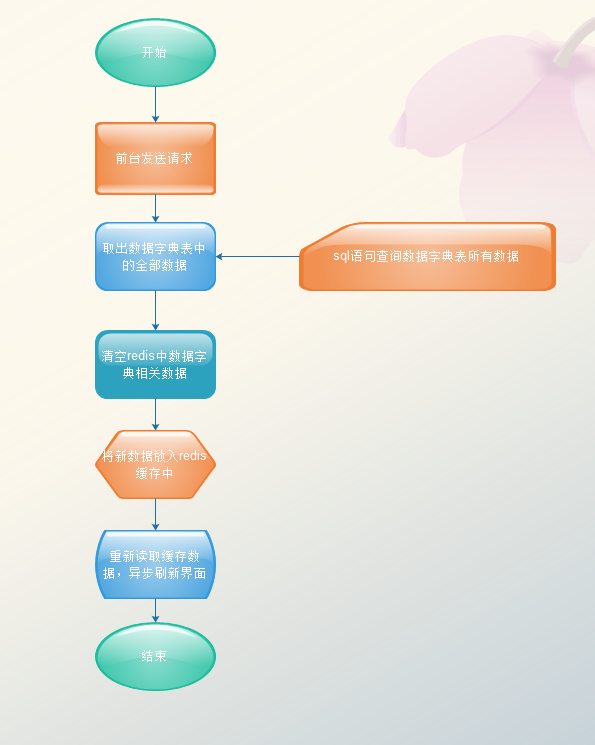 开始
前台发送请求
取出数据字典表中
的全部数据
sql语句查询数据字典表所有数据
清空redis中数据字
典相关数据
将新数据放入redis
缓存中
重新读取缓存数
据，异步刷新界面
结束